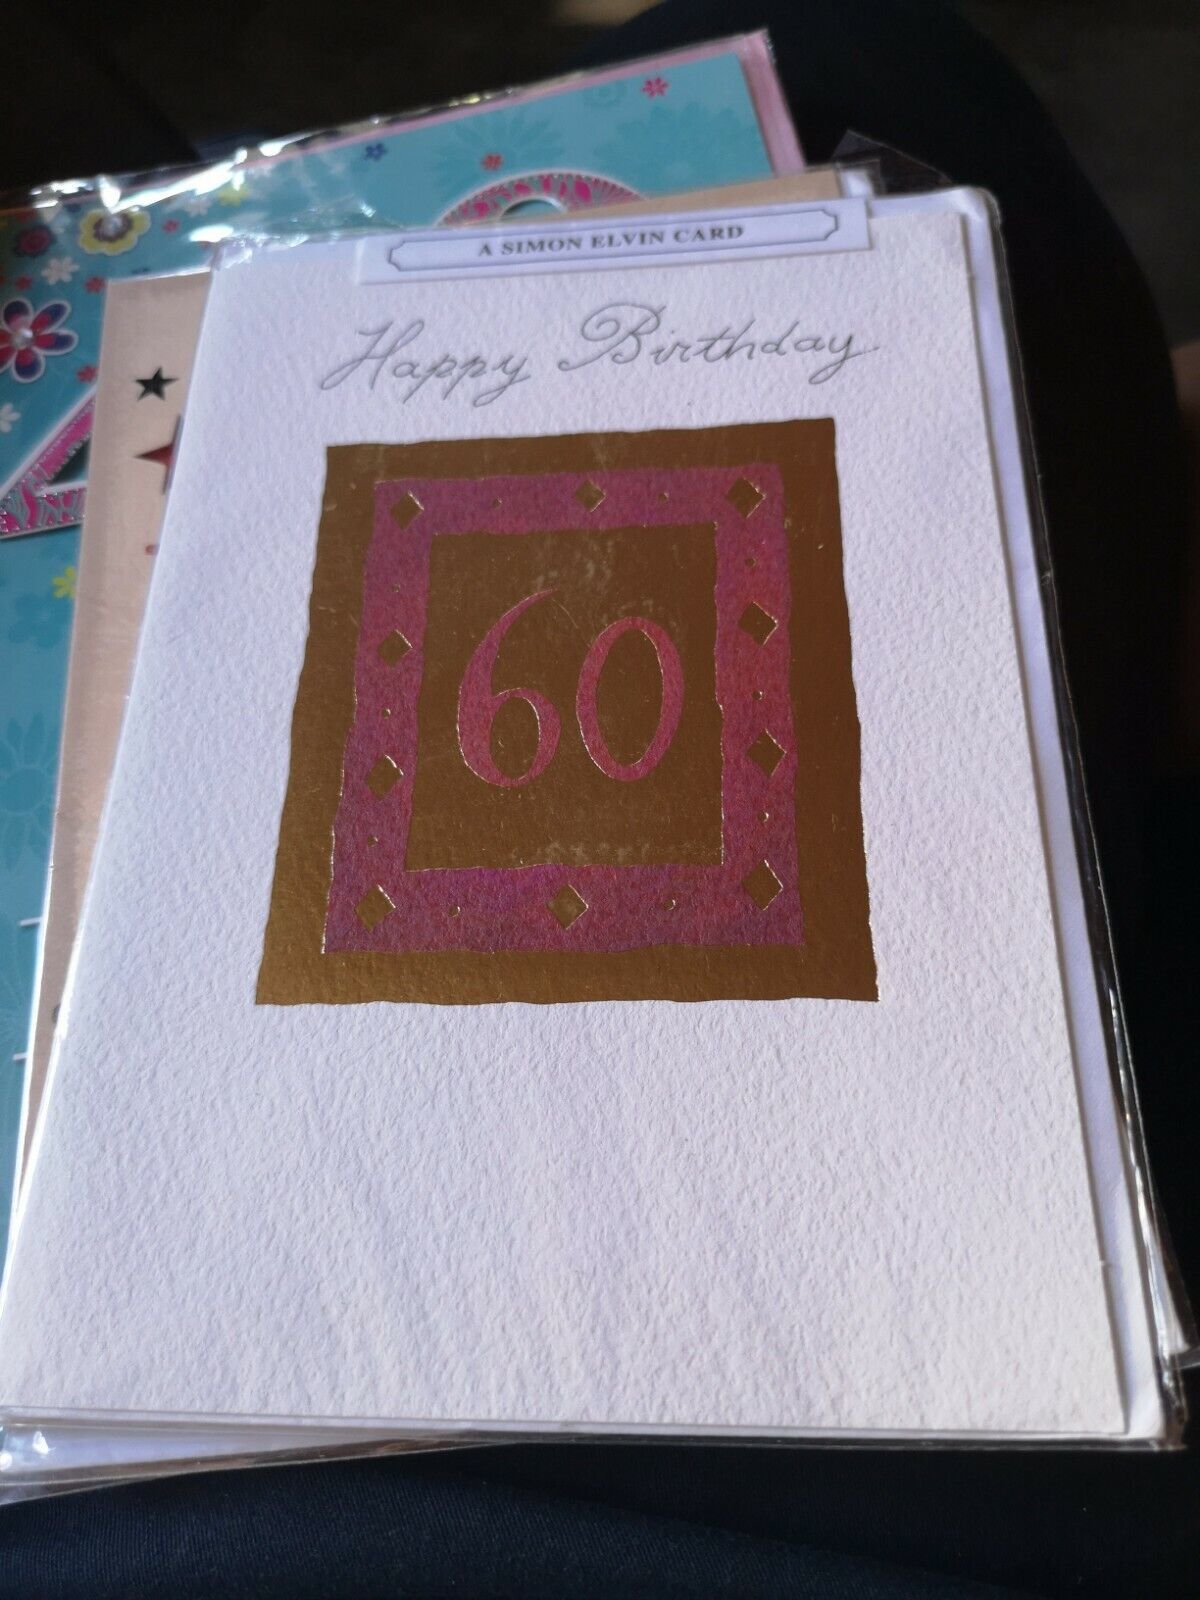 A SIMON ELVIN CARD
Happy Birthday
60